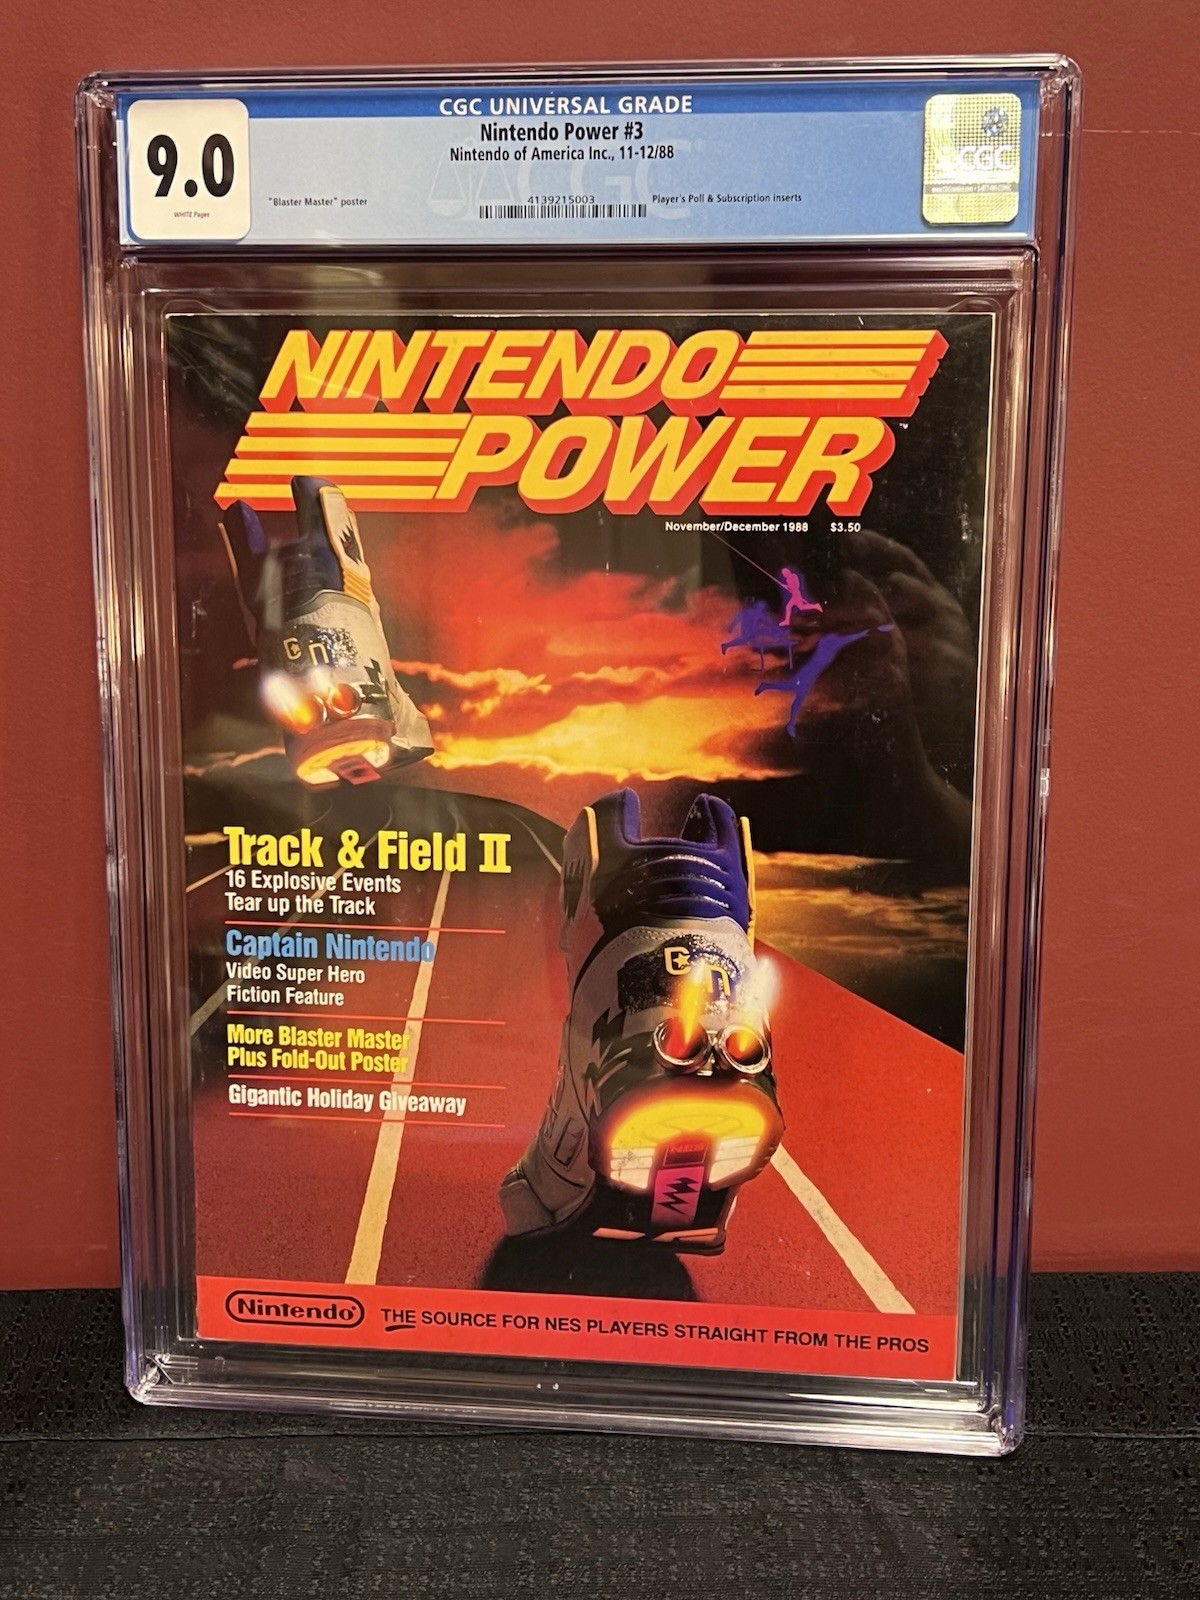 CGC UNIVERSAL GRADE
9.0
WHITE Pages
Nintendo Power #3
Nintendo of America Inc., 11-12/88
"Blaster Master" poster
4139215003
Player's Poll & Subscription inserts
CGC
NINTENDO
POWER
November/December 1988 $3.50
Track & Field II
16 Explosive Events
Tear up the Track
Captain Nintendo
Video Super Hero
Fiction Feature
More Blaster Master
Plus Fold-Out Poster
Gigantic Holiday Giveaway
NES
Nintendo® THE SOURCE FOR NES PLAYERS STRAIGHT FROM THE PROS